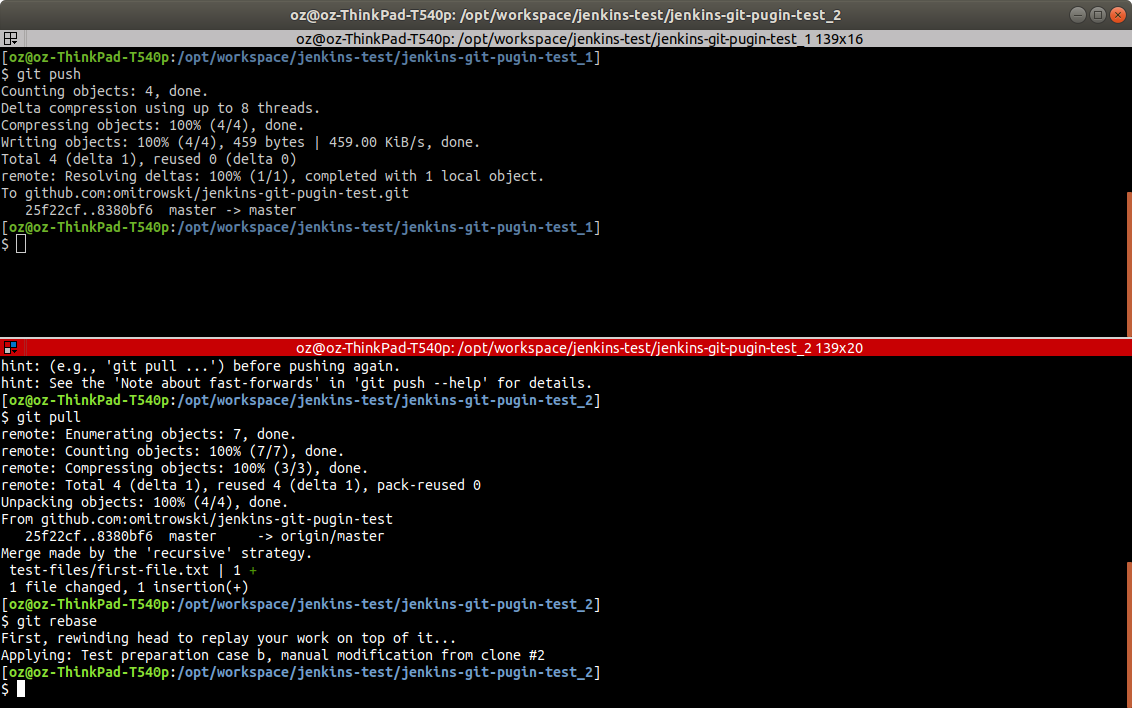 oz@oz-ThinkPad-T540p: /opt/workspace/jenkins-test/jenkins-git-pugin-test_2
oz@oz-ThinkPad-T540p: /opt/workspace/jenkins-test/jenkins-git-pugin-test_1 139x16
[oz@oz-ThinkPad-T540p:/opt/workspace/jenkins-test/jenkins-git-pugin-test_1]
$ git push
Counting objects: 4, done.
Delta compression using up to 8 threads.
Compressing objects: 100% (4/4), done.
Writing objects: 100% (4/4), 459 bytes | 459.00 KiB/s, done.
Total 4 (delta 1), reused 0 (delta 0)
remote: Resolving deltas: 100% (1/1), completed with 1 local object.
To github.com:omitrowski/jenkins-git-pugin-test.git
   25f22cf..8380bf6  master -> master
[oz@oz-ThinkPad-T540p:/opt/workspace/jenkins-test/jenkins-git-pugin-test_1]
$
oz@oz-ThinkPad-T540p: /opt/workspace/jenkins-test/jenkins-git-pugin-test_2 139x20
hint: (e.g., 'git pull ...') before pushing again.
hint: See the 'Note about fast-forwards' in 'git push --help' for details.
[oz@oz-ThinkPad-T540p:/opt/workspace/jenkins-test/jenkins-git-pugin-test_2]
$ git pull
remote: Enumerating objects: 7, done.
remote: Counting objects: 100% (7/7), done.
remote: Compressing objects: 100% (3/3), done.
remote: Total 4 (delta 1), reused 4 (delta 1), pack-reused 0
Unpacking objects: 100% (4/4), done.
From github.com:omitrowski/jenkins-git-pugin-test
   25f22cf..8380bf6  master     -> origin/master
Merge made by the 'recursive' strategy.
 test-files/first-file.txt | 1 +
 1 file changed, 1 insertion(+)
[oz@oz-ThinkPad-T540p:/opt/workspace/jenkins-test/jenkins-git-pugin-test_2]
$ git rebase
First, rewinding head to replay your work on top of it...
Applying: Test preparation case b, manual modification from clone #2
[oz@oz-ThinkPad-T540p:/opt/workspace/jenkins-test/jenkins-git-pugin-test_2]
$